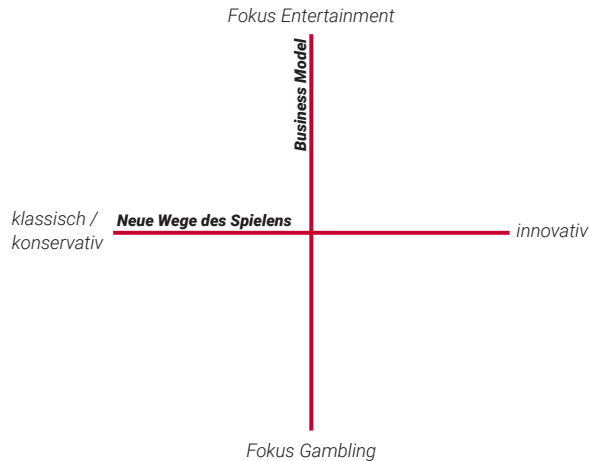 Fokus Entertainment
Business Model
klassisch /
konservativ
Neue Wege des Spielens
innovativ
Fokus Gambling